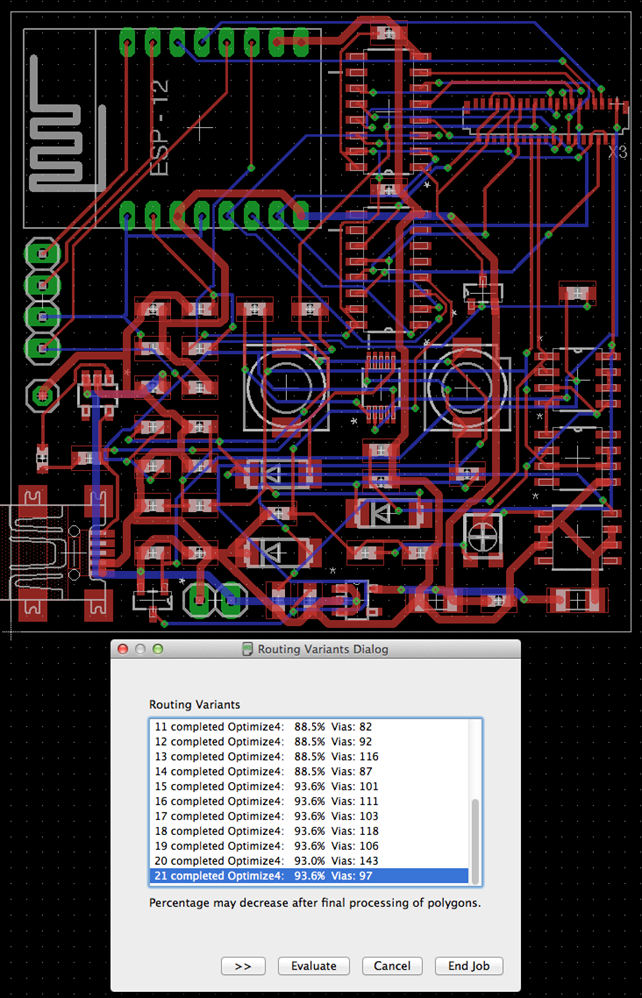 ESP-12
X3
Routing Variants Dialog
Routing Variants
11 completed Optimize4: 88.5% Vias: 82
12 completed Optimize4: 88.5% Vias: 92
13 completed Optimize4: 88.5% Vias: 116
14 completed Optimize4: 88.5% Vias: 87
15 completed Optimize4: 93.6% Vias: 101
16 completed Optimize4: 93.6% Vias: 111
17 completed Optimize4: 93.6% Vias: 103
18 completed Optimize4: 93.6% Vias: 118
19 completed Optimize4: 93.6% Vias: 106
20 completed Optimize4: 93.0% Vias: 143
21 completed Optimize4: 93.6% Vias: 97
Percentage may decrease after final processing of polygons.
>> Evaluate Cancel End Job